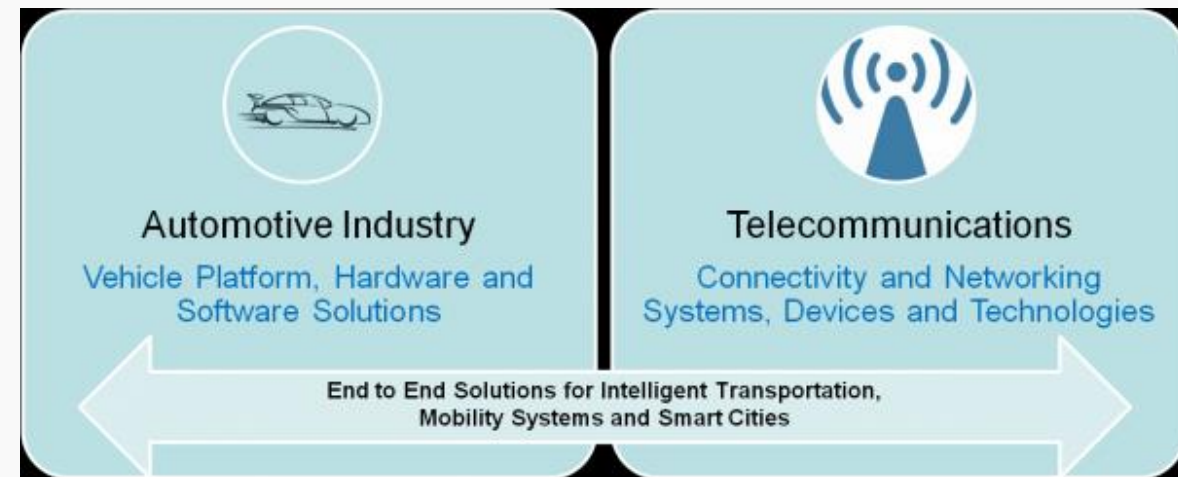 Automotive Industry
Vehicle Platform, Hardware and
Software Solutions
Telecommunications
Connectivity and Networking
Systems, Devices and Technologies
End to End Solutions for Intelligent Transportation,
Mobility Systems and Smart Cities